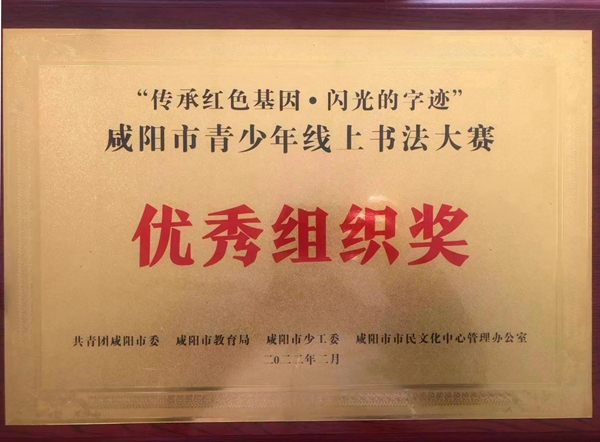 “传承红色基因·闪光的字迹”
咸阳市青少年线上书法大赛
优秀组织奖
共青团咸阳市委 咸阳市教育局 咸阳市少工委 咸阳市市民文化中心管理办公室
二〇二二年二月